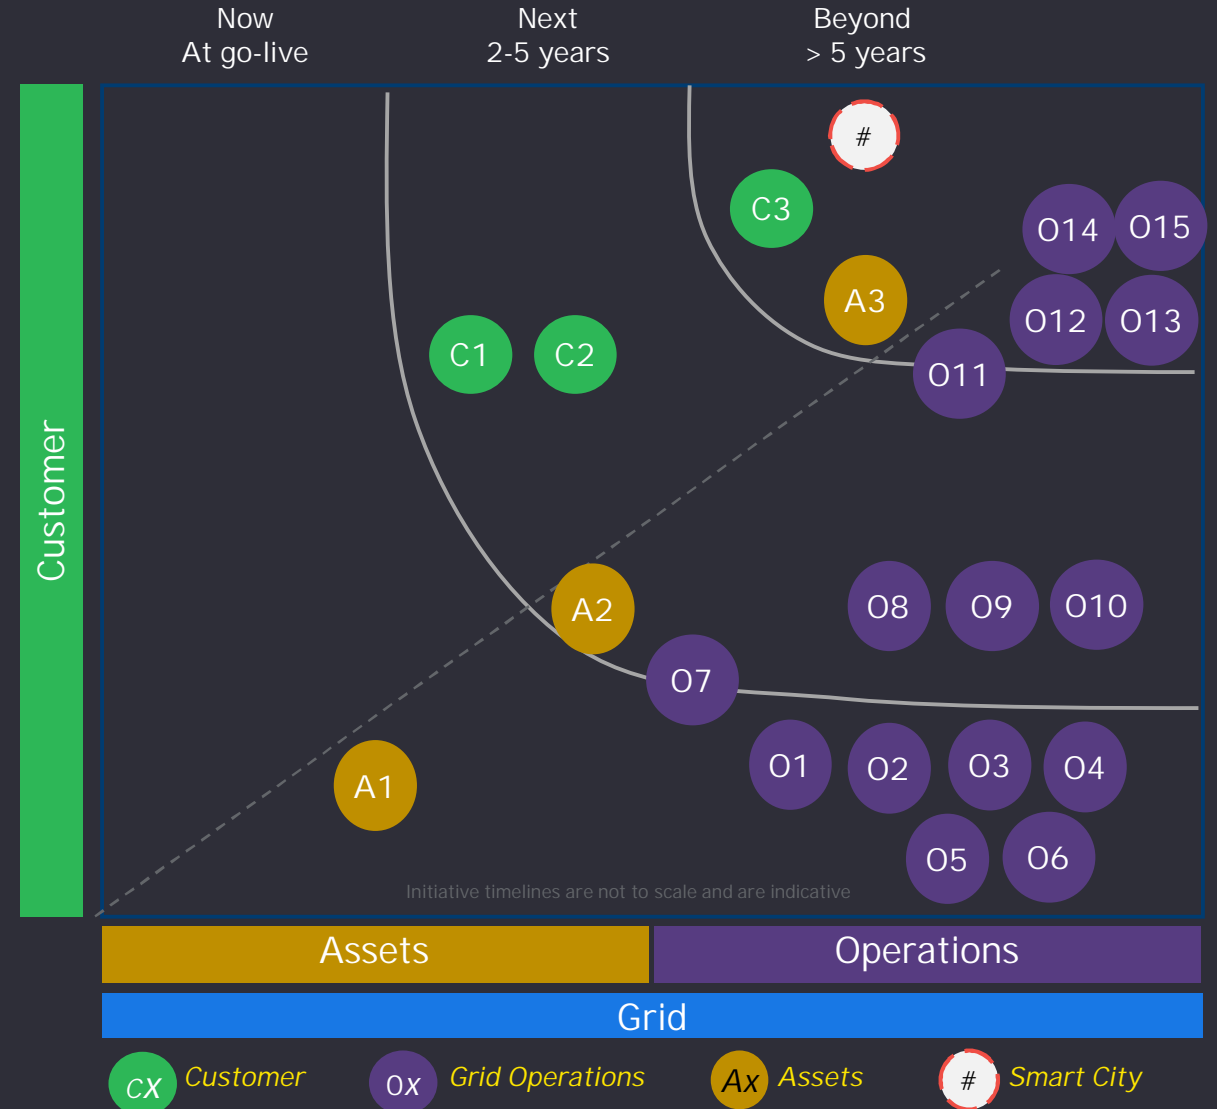 Now
At go-live
Next
2-5 years
Beyond
> 5 years
Customer
#
C3
O14
O15
A3
O12
O13
O11
C1
C2
A2
O8
O9
O10
O7
O1
O2
O3
O4
A1
O5
O6
Initiative timelines are not to scale and are indicative
Assets
Operations
Grid
Cx Customer
Ox Grid Operations
Ax Assets
# Smart City